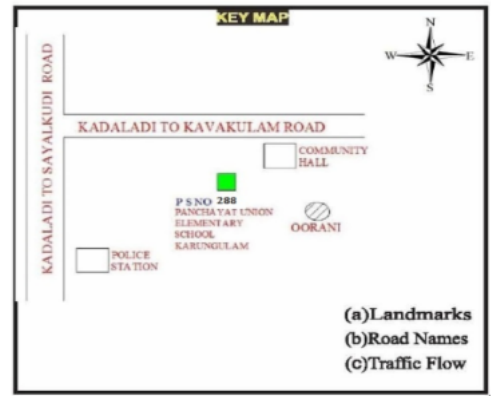 KEY MAP
N
W
E
S
KADALADI TO SAYALKUDI ROAD
KADALADI TO KAVAKULAM ROAD
COMMUNITY
HALL
P S NO 288
PANCHAYAT UNION
ELEMENTARY
SCHOOL
KARUNGULAM
OORANI
POLICE
STATION
(a)Landmarks
(b)Road Names
(c)Traffic Flow